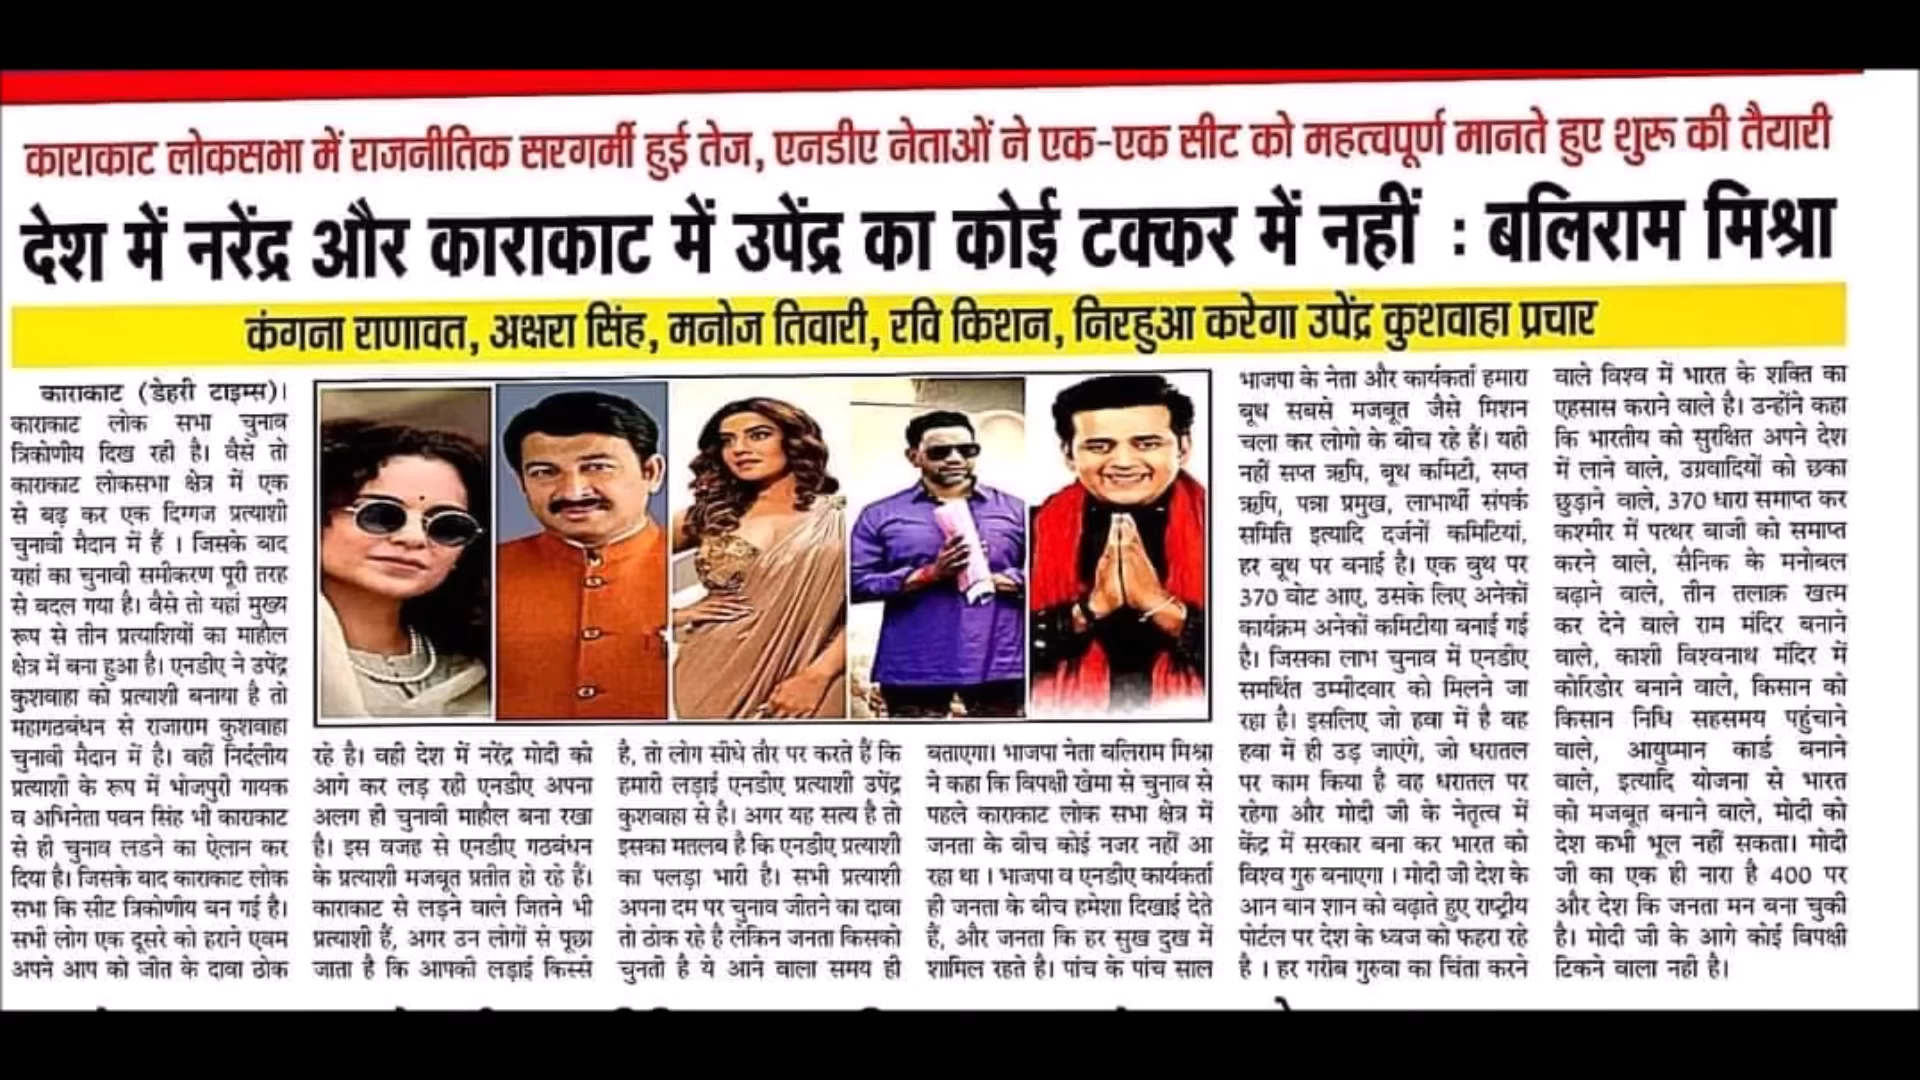 काराकाट लोकसभा में राजनीतिक सरगर्मी हुई तेज, एनडीए नेताओं ने एक-एक सीट को महत्वपूर्ण मानते हुए शुरू की तैयारी
देश में नरेंद्र और काराकाट में उपेंद्र का कोई टक्कर में नहीं : बलिराम मिश्रा
कंगना राणावत, अक्षरा सिंह, मनोज तिवारी, रवि किशन, निरहुआ करेगा उपेंद्र कुशवाहा प्रचार
काराकाट (डेहरी टाइम्स)।
काराकाट लोक सभा चुनाव
त्रिकोणीय दिख रही है। वैसे तो
काराकाट लोकसभा क्षेत्र में एक
से बढ़ कर एक दिग्गज प्रत्याशी
चुनावी मैदान में हैं । जिसके बाद
यहां का चुनावी समीकरण पूरी तरह
से बदल गया है। वैसे तो यहां मुख्य
रूप से तीन प्रत्याशियों का माहौल
क्षेत्र में बना हुआ है। एनडीए ने उपेंद्र
कुशवाहा को प्रत्याशी बनाया है तो
महागठबंधन से राजाराम कुशवाहा
चुनावी मैदान में है। वहीं निर्दलीय
प्रत्याशी के रूप में भोजपुरी गायक
व अभिनेता पवन सिंह भी काराकाट
से ही चुनाव लडने का ऐलान कर
दिया है। जिसके बाद काराकाट लोक
सभा कि सीट त्रिकोणीय बन गई है।
सभी लोग एक दूसरे को हराने एवम
अपने आप को जीत के दावा ठोक
रहे है। वही देश में नरेंद्र मोदी को
आगे कर लड़ रही एनडीए अपना
अलग ही चुनावी माहौल बना रखा
है। इस वजह से एनडीए गठबंधन
के प्रत्याशी मजबूत प्रतीत हो रहे हैं।
काराकाट से लड़ने वाले जितने भी
प्रत्याशी हैं, अगर उन लोगों से पूछा
जाता है कि आपकी लड़ाई किस्से
है, तो लोग सीधे तौर पर करते हैं कि
हमारी लड़ाई एनडीए प्रत्याशी उपेंद्र
कुशवाहा से है। अगर यह सत्य है तो
इसका मतलब है कि एनडीए प्रत्याशी
का पलड़ा भारी है। सभी प्रत्याशी
अपना दम पर चुनाव जीतने का दावा
तो ठोक रहे है लेकिन जनता किसको
चुनती है ये आने वाला समय ही
बताएगा। भाजपा नेता बलिराम मिश्रा
ने कहा कि विपक्षी खेमा से चुनाव से
पहले काराकाट लोक सभा क्षेत्र में
जनता के बीच कोई नजर नहीं आ
रहा था । भाजपा व एनडीए कार्यकर्ता
ही जनता के बीच हमेशा दिखाई देते
हैं, और जनता कि हर सुख दुख में
शामिल रहते है। पांच के पांच साल
भाजपा के नेता और कार्यकर्ता हमारा
बूथ सबसे मजबूत जैसे मिशन
चला कर लोगो के बीच रहे हैं। यही
नहीं सप्त ऋषि, बूथ कमिटी, सप्त
ऋषि, पन्ना प्रमुख, लाभार्थी संपर्क
समिति इत्यादि दर्जनों कमिटियां,
हर बूथ पर बनाई है। एक बुथ पर
370 वोट आए, उसके लिए अनेकों
कार्यक्रम अनेकों कमिटीया बनाई गई
है। जिसका लाभ चुनाव में एनडीए
समर्थित उम्मीदवार को मिलने जा
रहा है। इसलिए जो हवा में है वह
हवा में ही उड़ जाएंगे, जो धरातल
पर काम किया है वह धरातल पर
रहेगा और मोदी जी के नेतृत्व में
केंद्र में सरकार बना कर भारत को
विश्व गुरु बनाएगा । मोदी जी देश के
आन बान शान को बढ़ाते हुए राष्ट्रीय
पोर्टल पर देश के ध्वज को फहरा रहे
है । हर गरीब गुरुवा का चिंता करने
वाले विश्व में भारत के शक्ति का
एहसास कराने वाले है। उन्होंने कहा
कि भारतीय को सुरक्षित अपने देश
में लाने वाले, उग्रवादियों को छका
छुड़ाने वाले, 370 धारा समाप्त कर
कश्मीर में पत्थर बाजी को समाप्त
करने वाले, सैनिक के मनोबल
बढ़ाने वाले, तीन तलाक़ खत्म
कर देने वाले राम मंदिर बनाने
वाले, काशी विश्वनाथ मंदिर में
कोरिडोर बनाने वाले, किसान को
किसान निधि सहसमय पहुंचाने
वाले, आयुष्मान कार्ड बनाने
वाले, इत्यादि योजना से भारत
को मजबूत बनाने वाले, मोदी को
देश कभी भूल नहीं सकता। मोदी
जी का एक ही नारा है 400 पर
और देश कि जनता मन बना चुकी
है। मोदी जी के आगे कोई विपक्षी
टिकने वाला नही है।